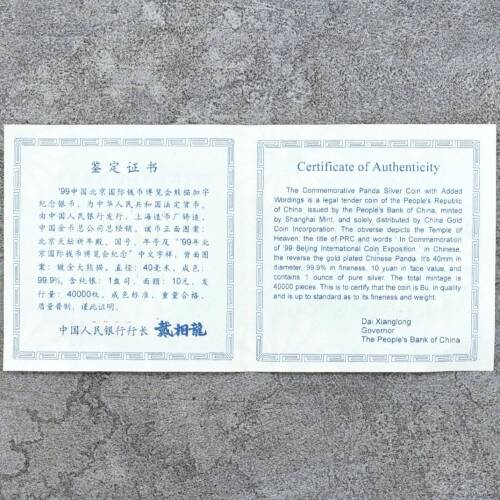 鉴定证书
'99中国北京国际钱币博览会熊猫加字
纪念银币，为中华人民共和国法定货币。
由中国人民银行发行，上海造币厂铸造，
中国金币总公司总经销。该币正面图案：
北京天坛祈年殿、国号、年号及"'99年北
京国际钱币博览会纪念"中文字样，背面图
案：镀金大熊猫。直径：40毫米，成色：
99.9%，含纯银：1盎司，面额：10元，发
行量：40000枚。成色标准，重量合格，
质量普制，谨此证明。
中国人民银行行长 戴相龍
Certificate of Authenticity
The Commemorative Panda Silver Coin with Added
Wordings is a legal tender coin of the People's Republic
of China, issued by the People's Bank of China, minted
by Shanghai Mint, and solely distributed by China Gold
Coin Incorporation. The obverse depicts the Temple of
Heaven, the title of PRC and words ' In Commemoration
of '99 Beijing International Coin Exposition ' in Chinese,
the reverse the gold plated Chinese Panda. It's 40mm in
diameter, 99.9% in fineness, 10 yuan in face value, and
contains 1 ounce of pure silver. The total mintage is
40000 pieces. This is to certify that the coin is Bu. in quality
and is up to standard as to its fineness and weight.
Dai Xianglong
Governor
The People's Bank of China